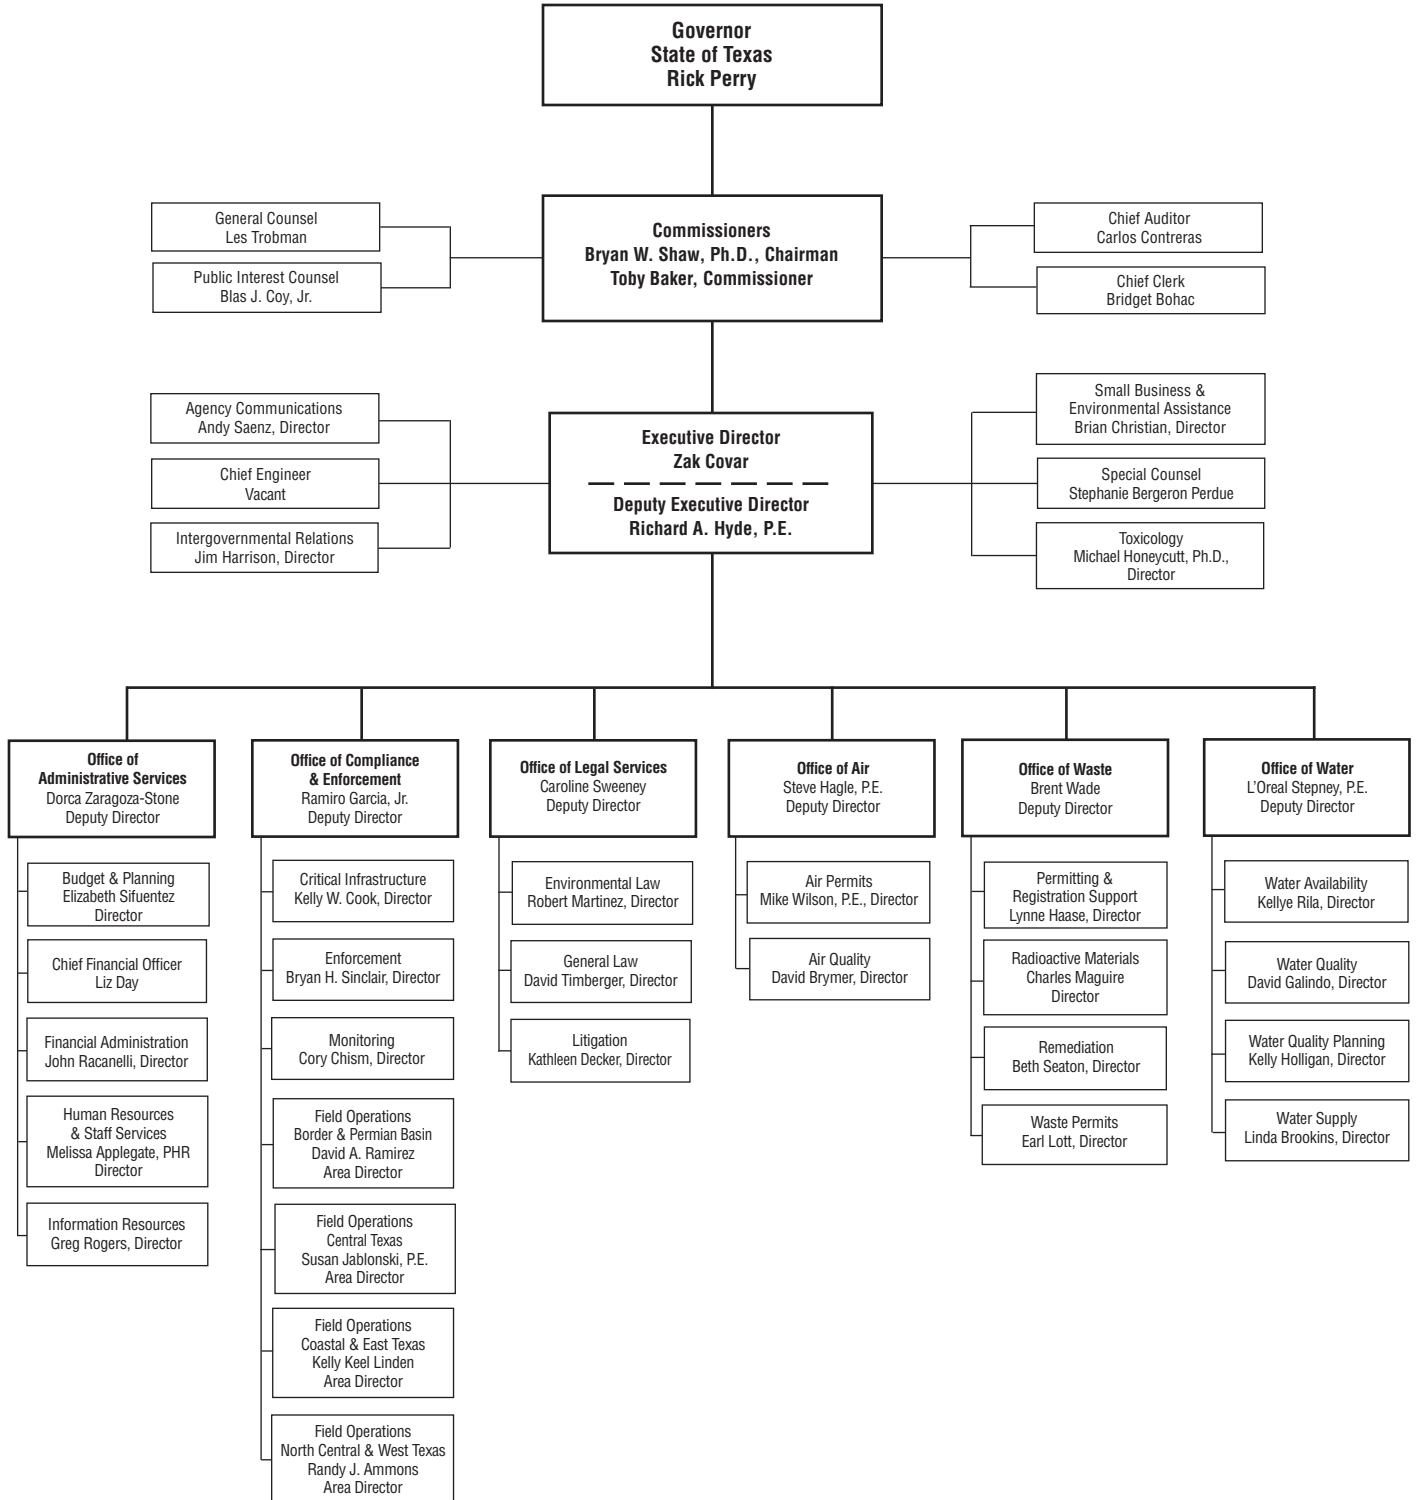 Governor
State of Texas
Rick Perry
General Counsel
Les Trobman
Public Interest Counsel
Blas J. Coy, Jr.
Commissioners
Bryan W. Shaw, Ph.D., Chairman
Toby Baker, Commissioner
Chief Auditor
Carlos Contreras
Chief Clerk
Bridget Bohac
Agency Communications
Andy Saenz, Director
Chief Engineer
Vacant
Intergovernmental Relations
Jim Harrison, Director
Executive Director
Zak Covar
Deputy Executive Director
Richard A. Hyde, P.E.
Small Business &
Environmental Assistance
Brian Christian, Director
Special Counsel
Stephanie Bergeron Perdue
Toxicology
Michael Honeycutt, Ph.D.,
Director
Office of
Administrative Services
Dorca Zaragoza-Stone
Deputy Director
Budget & Planning
Elizabeth Sifuentez
Director
Chief Financial Officer
Liz Day
Financial Administration
John Racanelli, Director
Human Resources
& Staff Services
Melissa Applegate, PHR
Director
Information Resources
Greg Rogers, Director
Office of Compliance
& Enforcement
Ramiro Garcia, Jr.
Deputy Director
Critical Infrastructure
Kelly W. Cook, Director
Enforcement
Bryan H. Sinclair, Director
Monitoring
Cory Chism, Director
Field Operations
Border & Permian Basin
David A. Ramirez
Area Director
Field Operations
Central Texas
Susan Jablonski, P.E.
Area Director
Field Operations
Coastal & East Texas
Kelly Keel Linden
Area Director
Field Operations
North Central & West Texas
Randy J. Ammons
Area Director
Office of Legal Services
Caroline Sweeney
Deputy Director
Environmental Law
Robert Martinez, Director
General Law
David Timberger, Director
Litigation
Kathleen Decker, Director
Office of Air
Steve Hagle, P.E.
Deputy Director
Air Permits
Mike Wilson, P.E., Director
Air Quality
David Brymer, Director
Office of Waste
Brent Wade
Deputy Director
Permitting &
Registration Support
Lynne Haase, Director
Radioactive Materials
Charles Maguire
Director
Remediation
Beth Seaton, Director
Waste Permits
Earl Lott, Director
Office of Water
L'Oreal Stepney, P.E.
Deputy Director
Water Availability
Kellye Rila, Director
Water Quality
David Galindo, Director
Water Quality Planning
Kelly Holligan, Director
Water Supply
Linda Brookins, Director